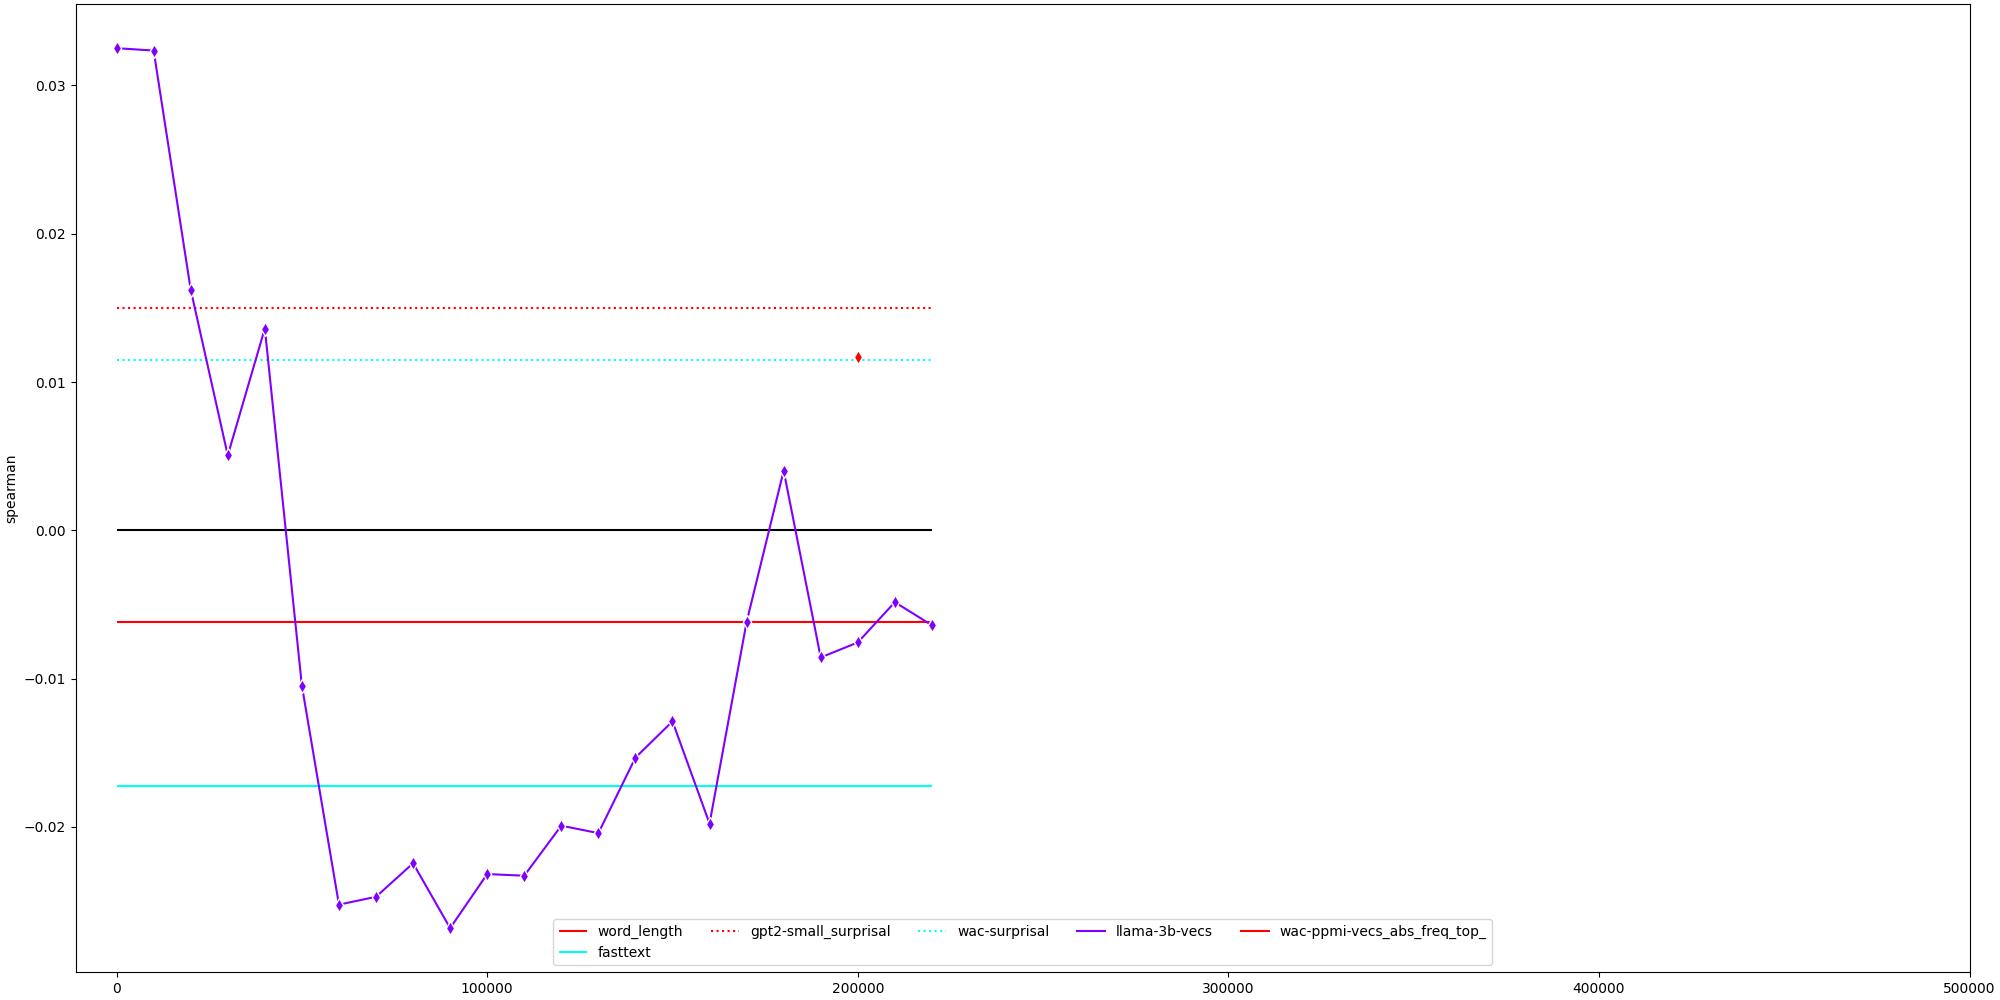 spearman
0.03
0.02
0.01
0.00
−0.01
−0.02
0 100000 200000 300000 400000 500000
word_length gpt2-small_surprisal wac-surprisal llama-3b-vecs wac-ppmi-vecs_abs_freq_top_
fasttext